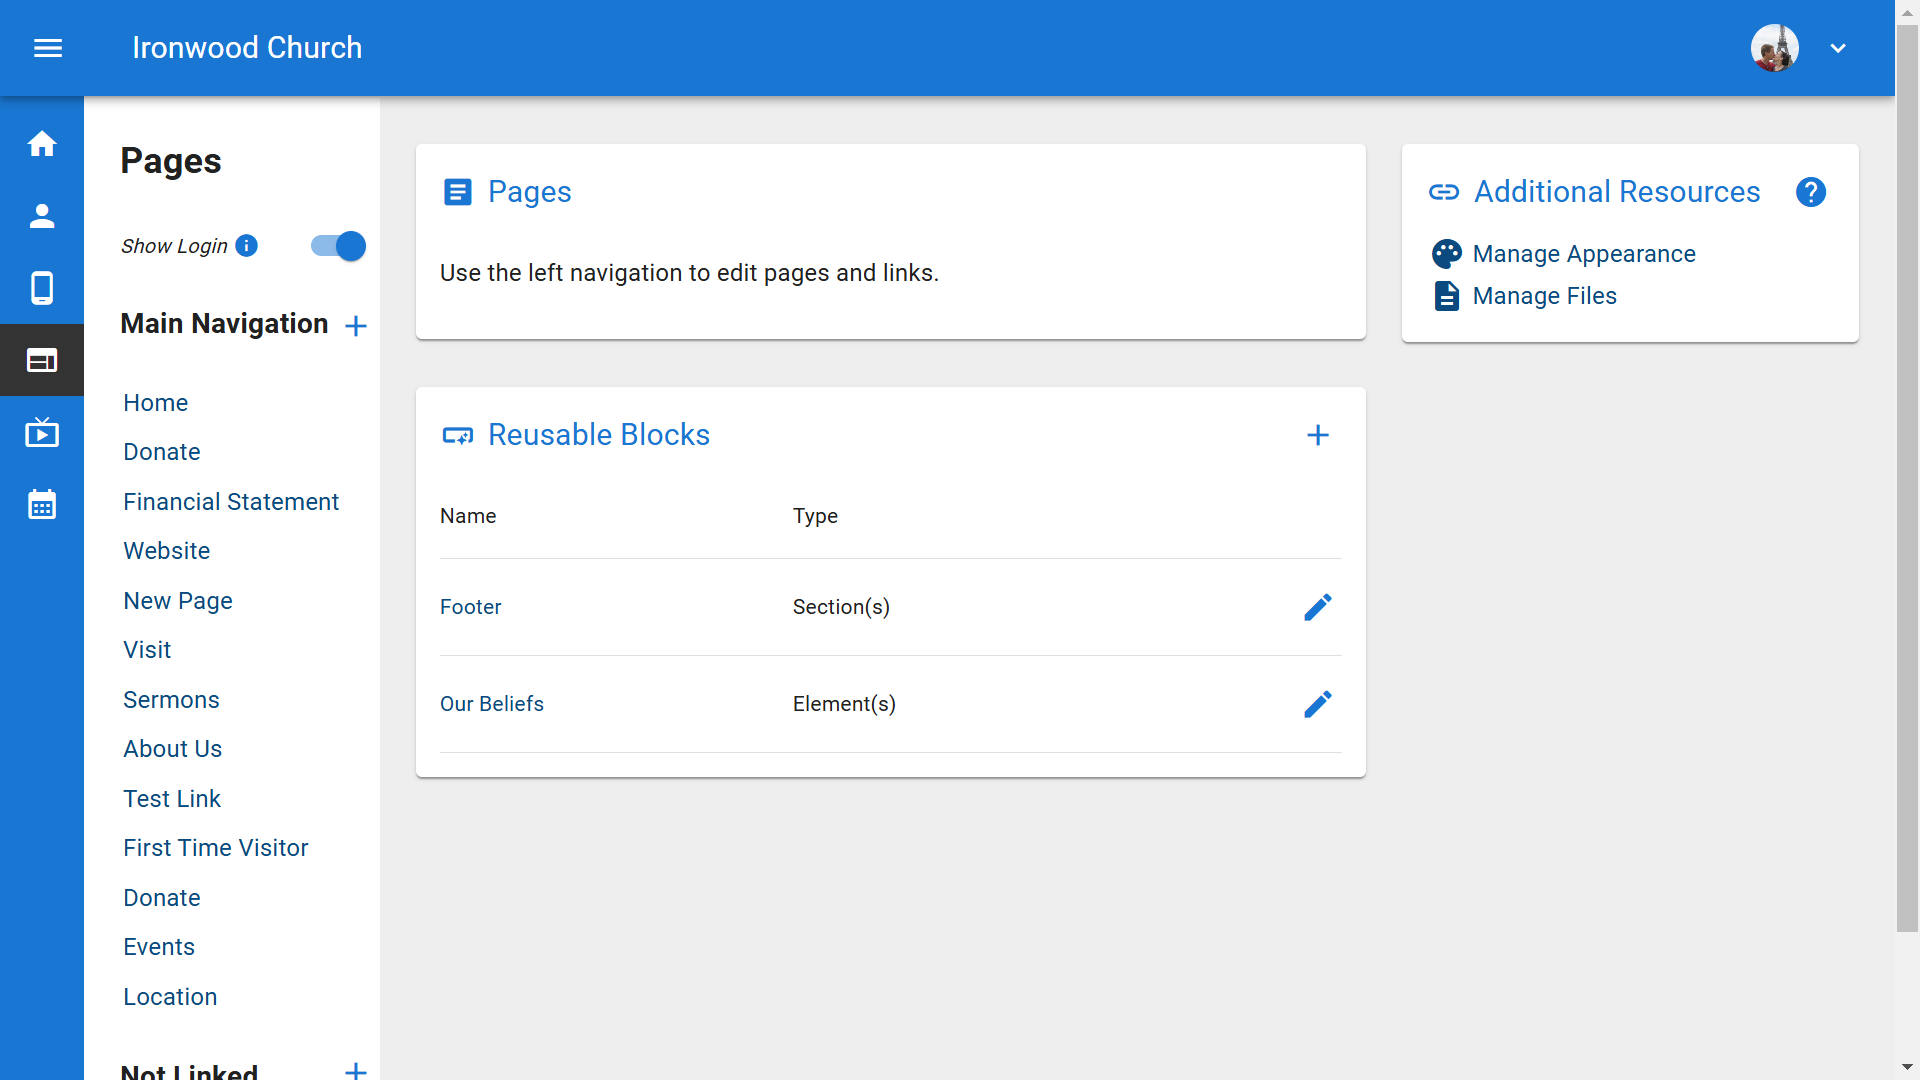 Ironwood Church
Pages
Show Login
Main Navigation
Home
Donate
Financial Statement
Website
New Page
Visit
Sermons
About Us
Test Link
First Time Visitor
Donate
Events
Location
Not Linked
Pages
Use the left navigation to edit pages and links.
Reusable Blocks
Name Type
Footer Section(s)
Our Beliefs Element(s)
Additional Resources
Manage Appearance
Manage Files